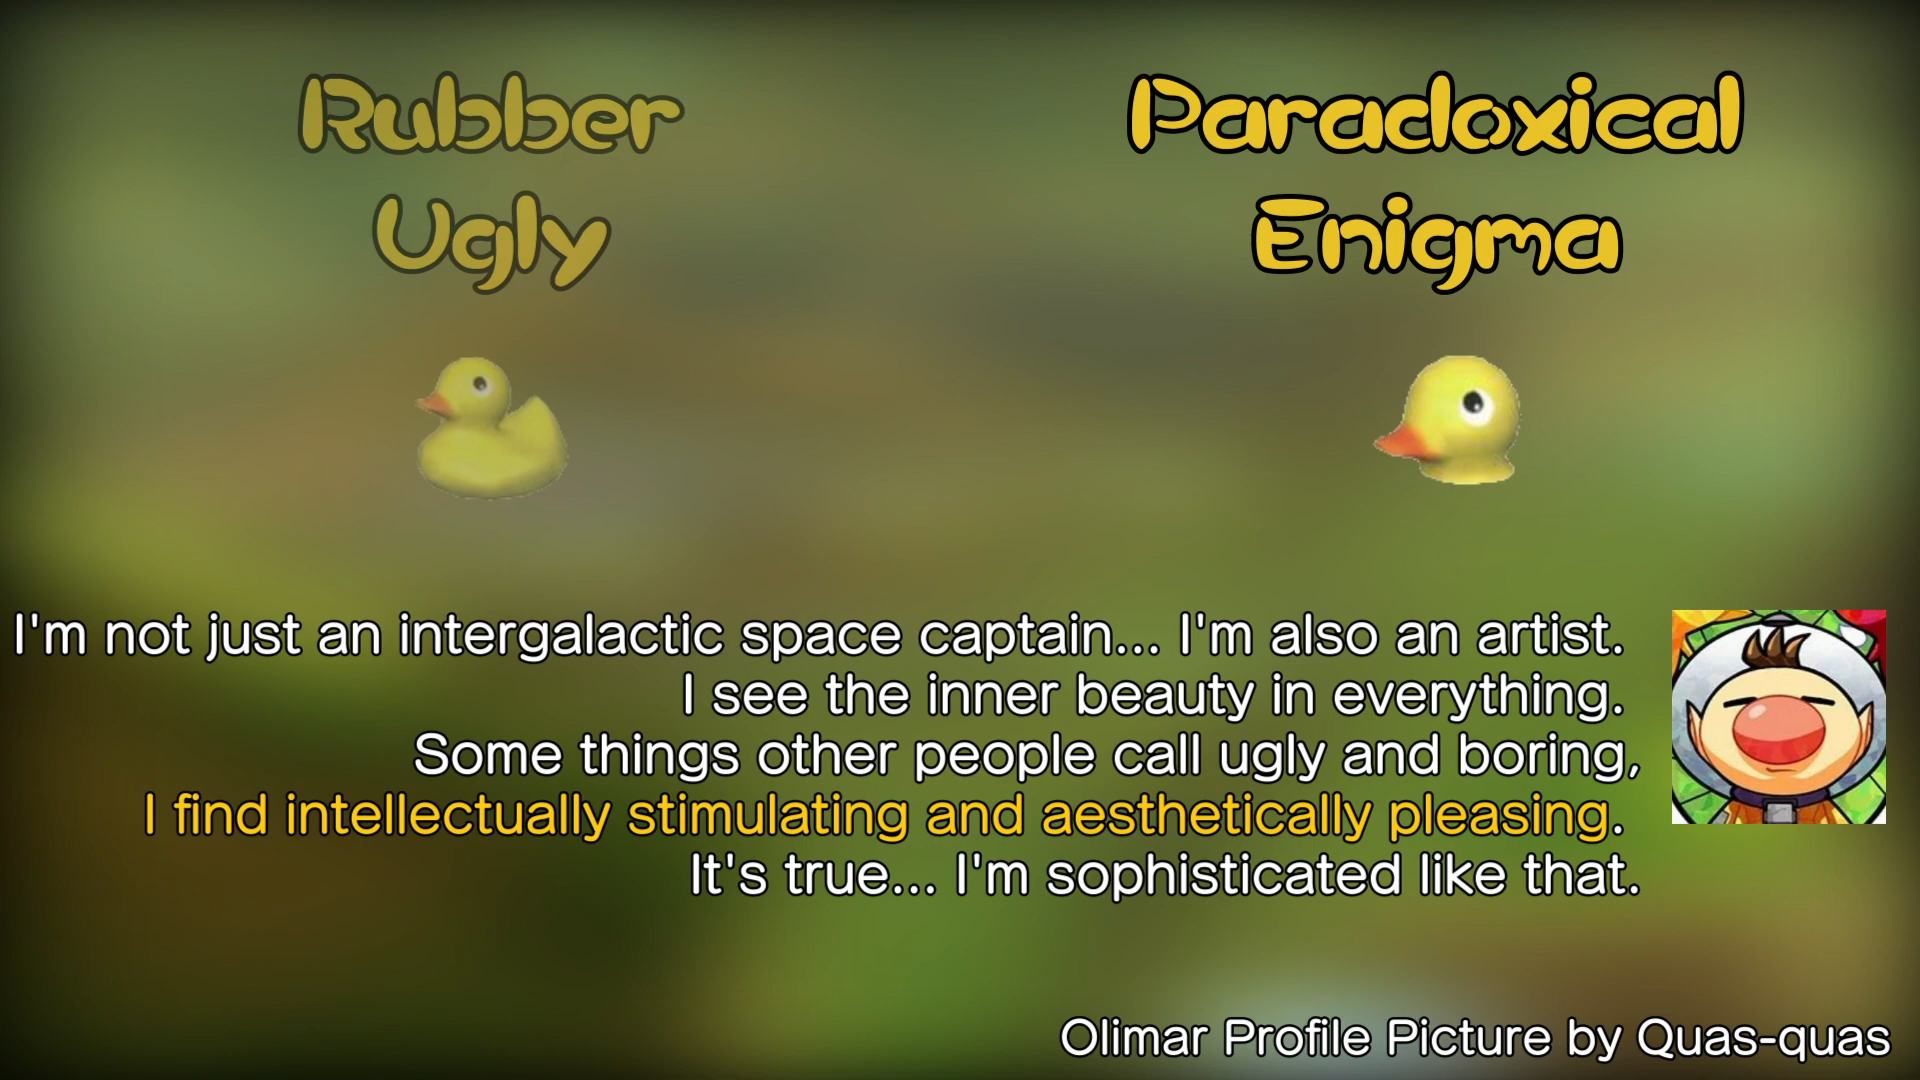 Rubber
Ugly
Paradoxical
Enigma
I'm not just an intergalactic space captain... I'm also an artist.
I see the inner beauty in everything.
Some things other people call ugly and boring,
I find intellectually stimulating and aesthetically pleasing.
It's true... I'm sophisticated like that.
Olimar Profile Picture by Quas-quas